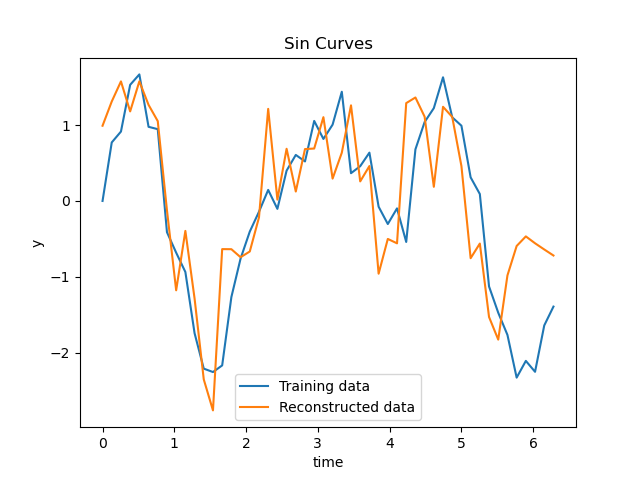 Sin Curves
y
1
0
−1
−2
Training data
Reconstructed data
0 1 2 3 4 5 6
time